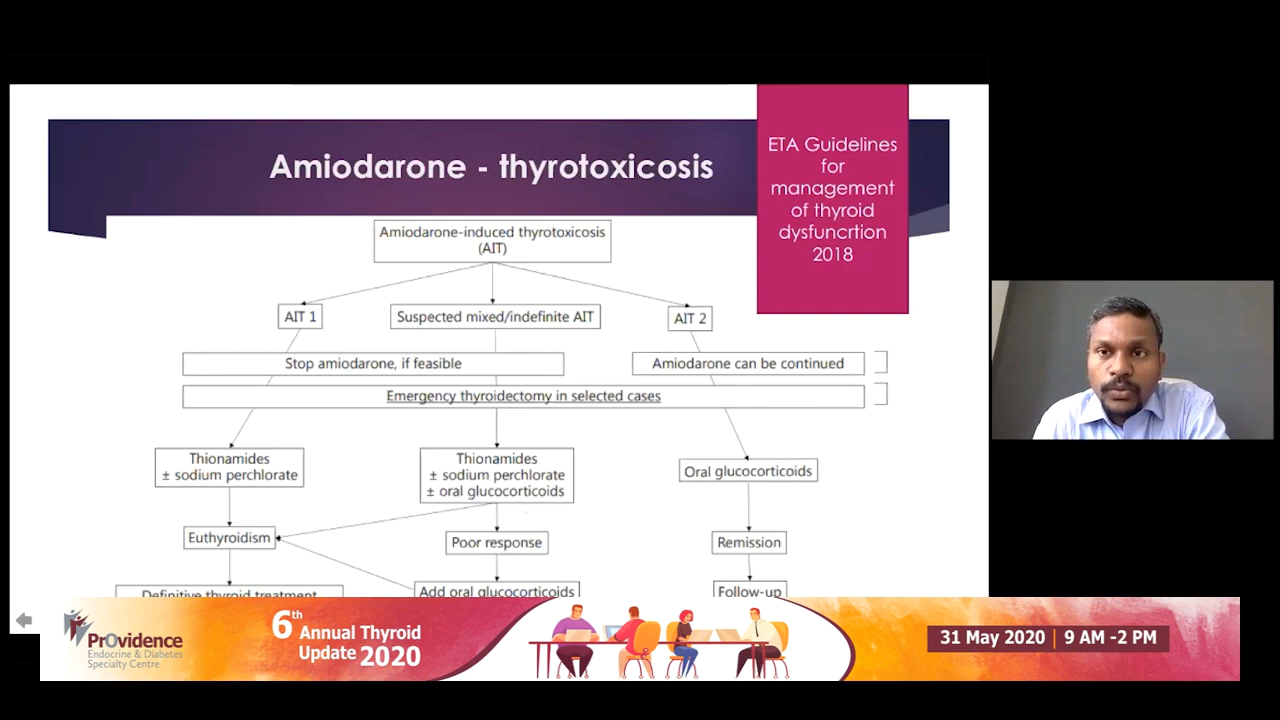 Amiodarone - thyrotoxicosis
ETA Guidelines
for
management
of thyroid
dysfuncrtion
2018
Amiodarone-induced thyrotoxicosis
(AIT)
AIT 1
Suspected mixed/indefinite AIT
AIT 2
Stop amiodarone, if feasible
Amiodarone can be continued
Emergency thyroidectomy in selected cases
Thionamides
± sodium perchlorate
Thionamides
± sodium perchlorate
± oral glucocorticoids
Oral glucocorticoids
Euthyroidism
Poor response
Remission
Definitive thyroid treatment
Add oral glucocorticoids
Follow-up
PrOvidence
Endocrine & Diabetes
Specialty Centre
6th Annual Thyroid
Update 2020
31 May 2020 | 9 AM -2 PM